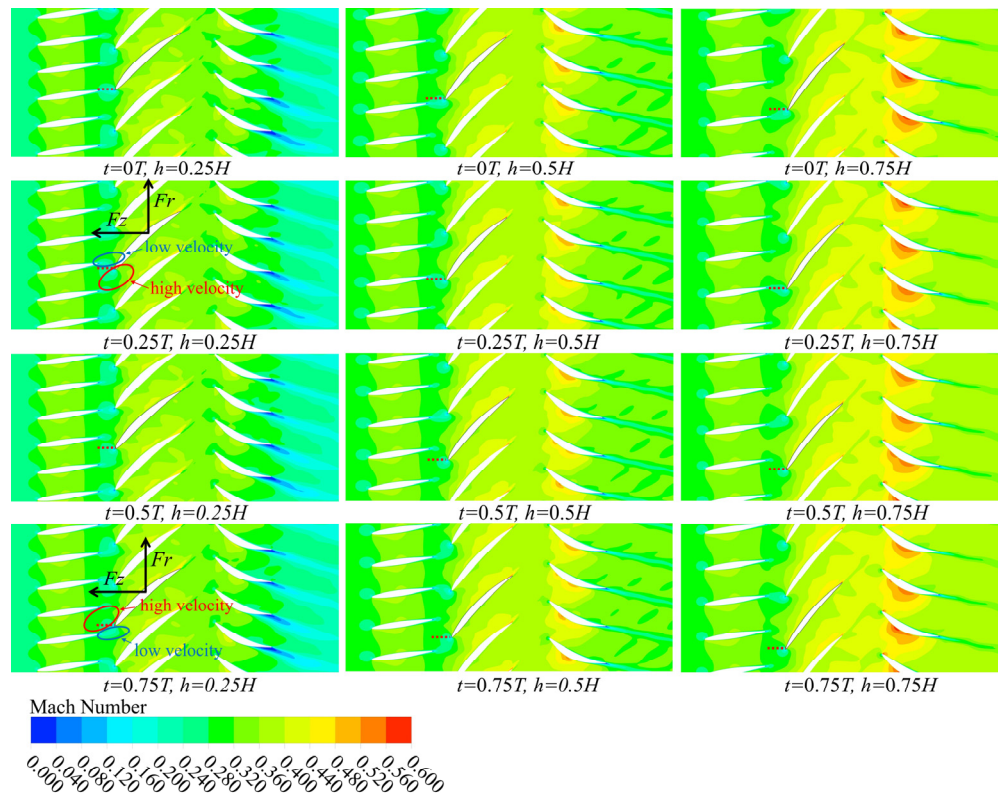 t=0T, h=0.25H
t=0T, h=0.5H
t=0T, h=0.75H
Fr
Fz
low velocity
high velocity
t=0.25T, h=0.25H
t=0.25T, h=0.5H
t=0.25T, h=0.75H
t=0.5T, h=0.25H
t=0.5T, h=0.5H
t=0.5T, h=0.75H
Fr
Fz
high velocity
low velocity
t=0.75T, h=0.25H
t=0.75T, h=0.5H
t=0.75T, h=0.75H
Mach Number
0.000
0.040
0.080
0.120
0.160
0.200
0.240
0.280
0.320
0.360
0.400
0.440
0.480
0.520
0.560
0.600